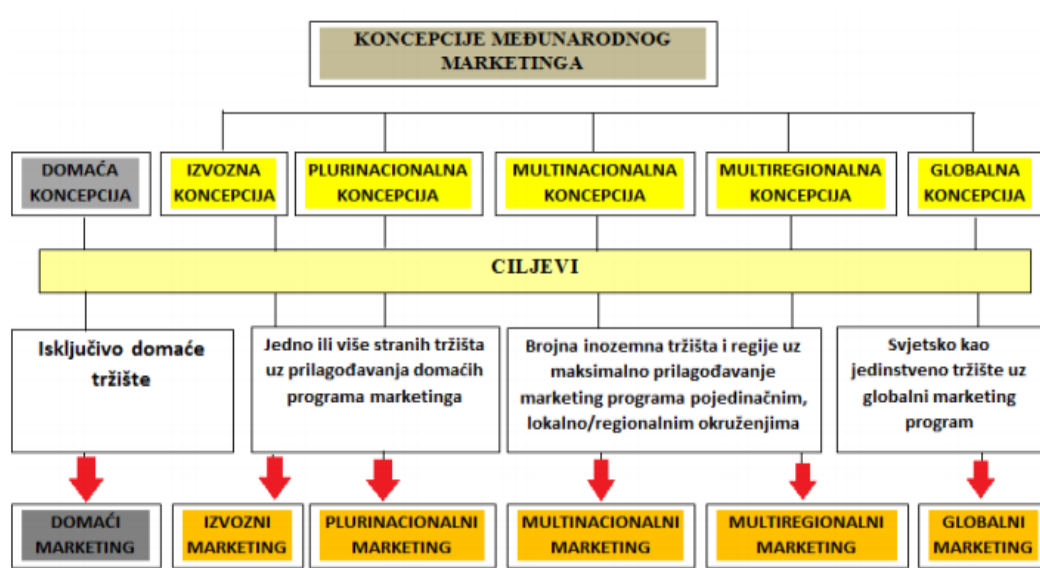 KONCEPCIJE MEĐUNARODNOG
MARKETINGA
DOMAĆA
KONCEPCIJA
IZVOZNA
KONCEPCIJA
PLURINACIONALNA
KONCEPCIJA
MULTINACIONALNA
KONCEPCIJA
MULTIREGIONALNA
KONCEPCIJA
GLOBALNA
KONCEPCIJA
CILJEVI
Isključivo domaće
tržište
Jedno ili više stranih tržišta
uz prilagođavanja domaćih
programa marketinga
Brojna inozemna tržišta i regije uz
maksimalno prilagođavanje
marketing programa pojedinačnim,
lokalno/regionalnim okruženjima
Svjetsko kao
jedinstveno tržište uz
globalni marketing
program
DOMAĆI
MARKETING
IZVOZNI
MARKETING
PLURINACIONALNI
MARKETING
MULTINACIONALNI
MARKETING
MULTIREGIONALNI
MARKETING
GLOBALNI
MARKETING